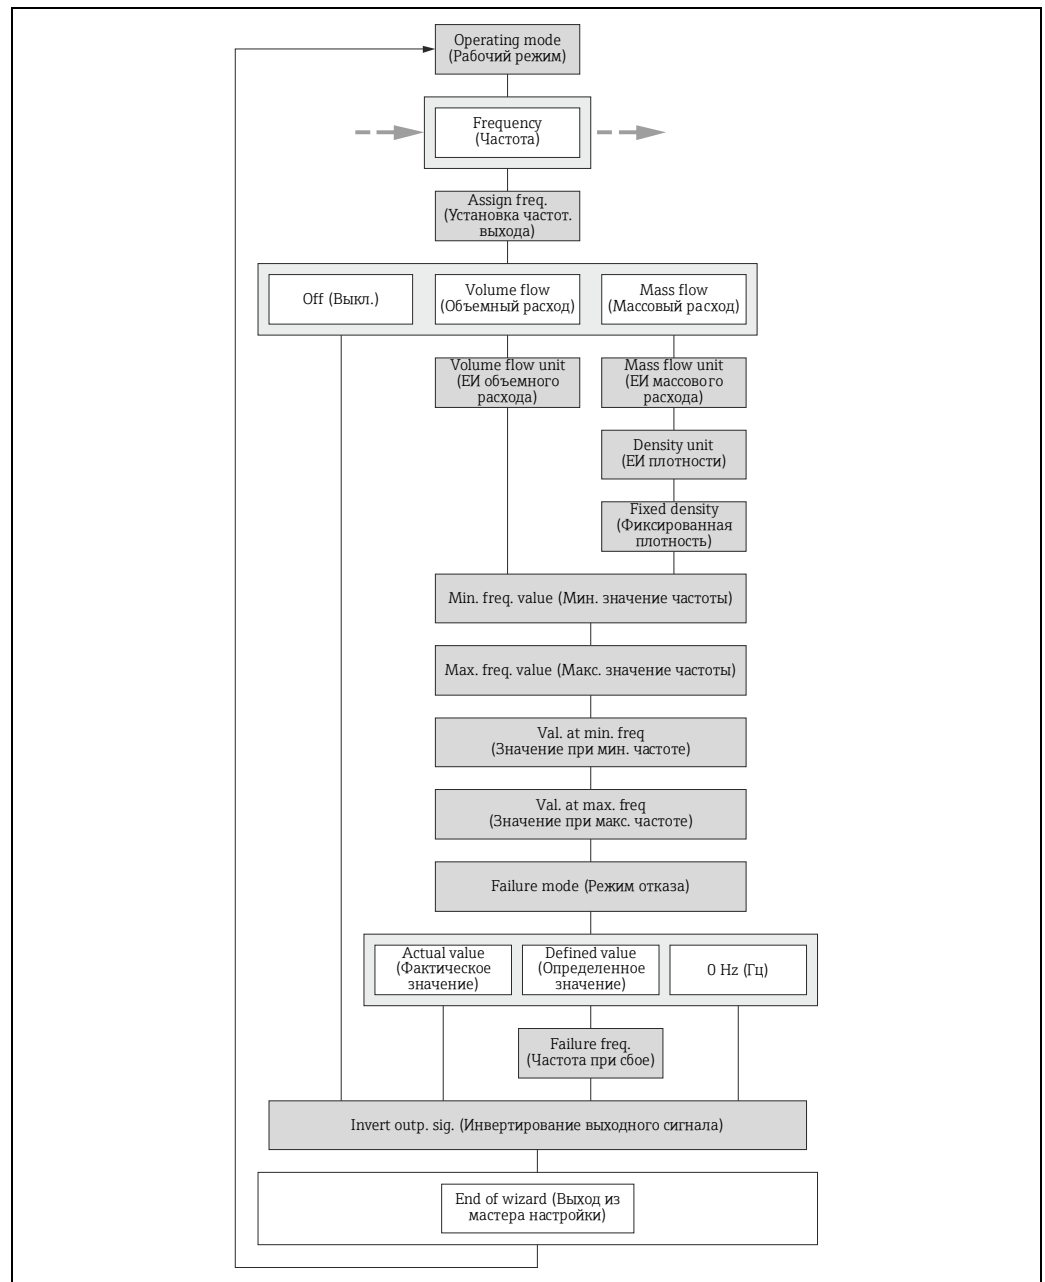 Operating mode
(Рабочий режим)
Frequency
(Частота)
Assign freq.
(Установка частот.
выхода)
Off (Выкл.)
Volume flow
(Объемный расход)
Mass flow
(Массовый расход)
Volume flow unit
(ЕИ объемного
расхода)
Mass flow unit
(ЕИ массового
расхода)
Density unit
(ЕИ плотности)
Fixed density
(Фиксированная
плотность)
Min. freq. value (Мин. значение частоты)
Max. freq. value (Макс. значение частоты)
Val. at min. freq
(Значение при мин. частоте)
Val. at max. freq
(Значение при макс. частоте)
Failure mode (Режим отказа)
Actual value
(Фактическое
значение)
Defined value
(Определенное
значение)
0 Hz (Гц)
Failure freq.
(Частота при сбое)
Invert outp. sig. (Инвертирование выходного сигнала)
End of wizard (Выход из
мастера настройки)